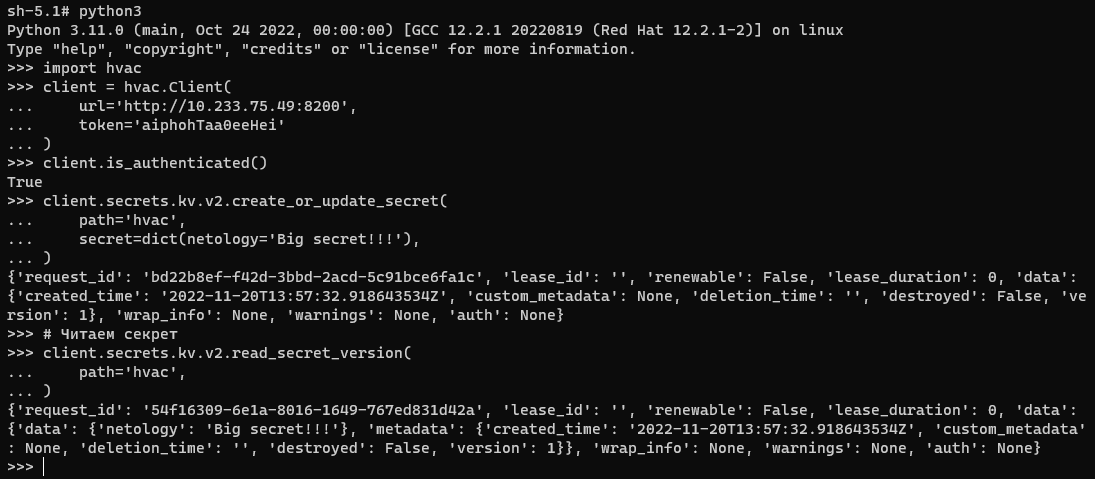 sh-5.1# python3
Python 3.11.0 (main, Oct 24 2022, 00:00:00) [GCC 12.2.1 20220819 (Red Hat 12.2.1-2)] on linux
Type "help", "copyright", "credits" or "license" for more information.
>>> import hvac
>>> client = hvac.Client(
...     url='http://10.233.75.49:8200',
...     token='aiphohTaa0eeHei'
... )
>>> client.is_authenticated()
True
>>> client.secrets.kv.v2.create_or_update_secret(
...     path='hvac',
...     secret=dict(netology='Big secret!!!'),
... )
{'request_id': 'bd22b8ef-f42d-3bbd-2acd-5c91bce6fa1c', 'lease_id': '', 'renewable': False, 'lease_duration': 0, 'data':
{'created_time': '2022-11-20T13:57:32.918643534Z', 'custom_metadata': None, 'deletion_time': '', 'destroyed': False, 've
rsion': 1}, 'wrap_info': None, 'warnings': None, 'auth': None}
>>> # Читаем секрет
>>> client.secrets.kv.v2.read_secret_version(
...     path='hvac',
... )
{'request_id': '54f16309-6e1a-8016-1649-767ed831d42a', 'lease_id': '', 'renewable': False, 'lease_duration': 0, 'data':
{'data': {'netology': 'Big secret!!!'}, 'metadata': {'created_time': '2022-11-20T13:57:32.918643534Z', 'custom_metadata'
: None, 'deletion_time': '', 'destroyed': False, 'version': 1}}, 'wrap_info': None, 'warnings': None, 'auth': None}
>>>